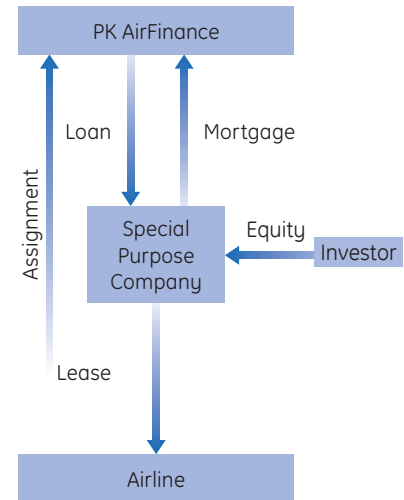 PK AirFinance
Loan
Mortgage
Assignment
Special
Purpose
Company
Equity
Investor
Lease
Airline